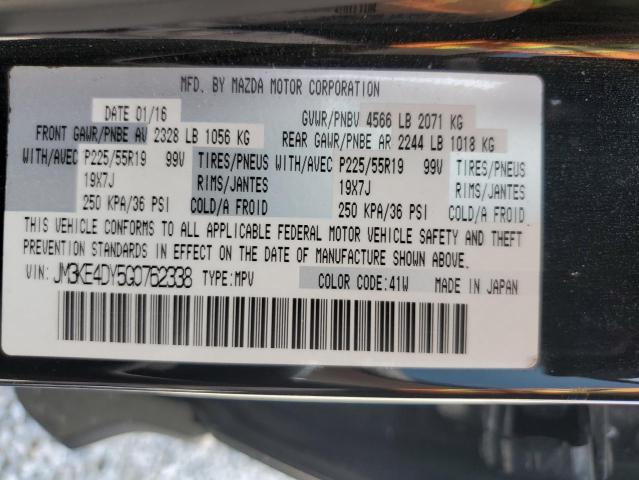 MFD. BY MAZDA MOTOR CORPORATION
DATE 01/16 GVWR/PNBV 4566 LB 2071 KG
FRONT GAWR/PNBE AV 2328 LB 1056 KG REAR GAWR/PNBE AR 2244 LB 1018 KG
WITH/AVEC P225/55R19 99V TIRES/PNEUS WITH/AVEC P225/55R19 99V TIRES/PNEUS
19X7J RIMS/JANTES 19X7J RIMS/JANTES
250 KPA/36 PSI COLD/A FROID 250 KPA/36 PSI COLD/A FROID
THIS VEHICLE CONFORMS TO ALL APPLICABLE FEDERAL MOTOR VEHICLE SAFETY AND THEFT
PREVENTION STANDARDS IN EFFECT ON THE DATE OF MANUFACTURE SHOWN ABOVE.
VIN: JM3KE4DY5G0762338 TYPE:MPV COLOR CODE:41W MADE IN JAPAN